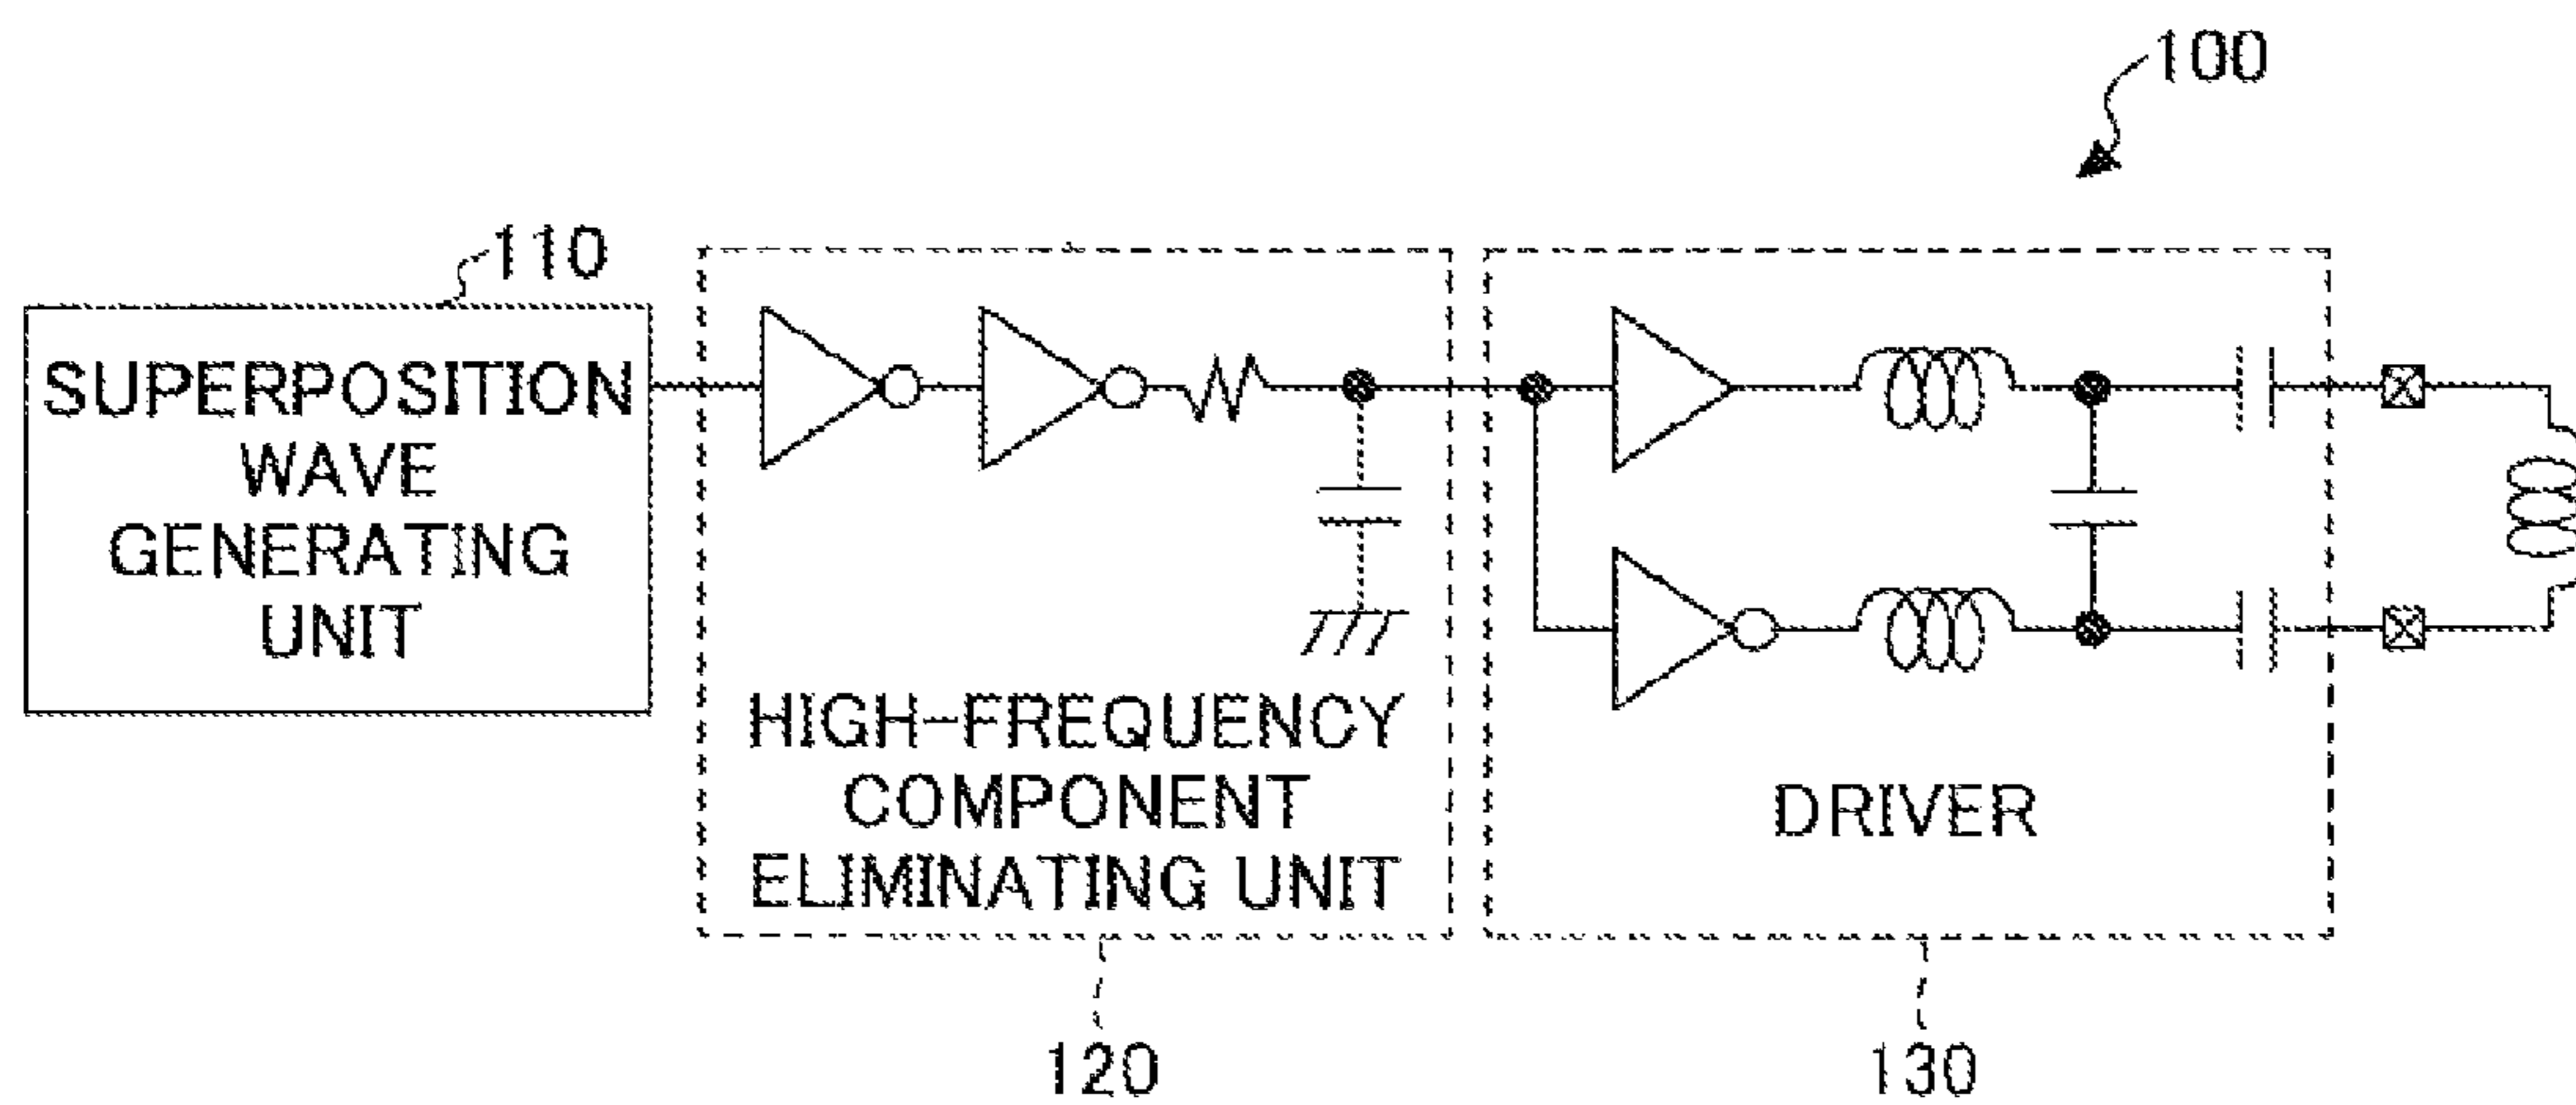 100
110
SUPERPOSITION
WAVE
GENERATING
UNIT
HIGH-FREQUENCY
COMPONENT
ELIMINATING UNIT
DRIVER
120
130